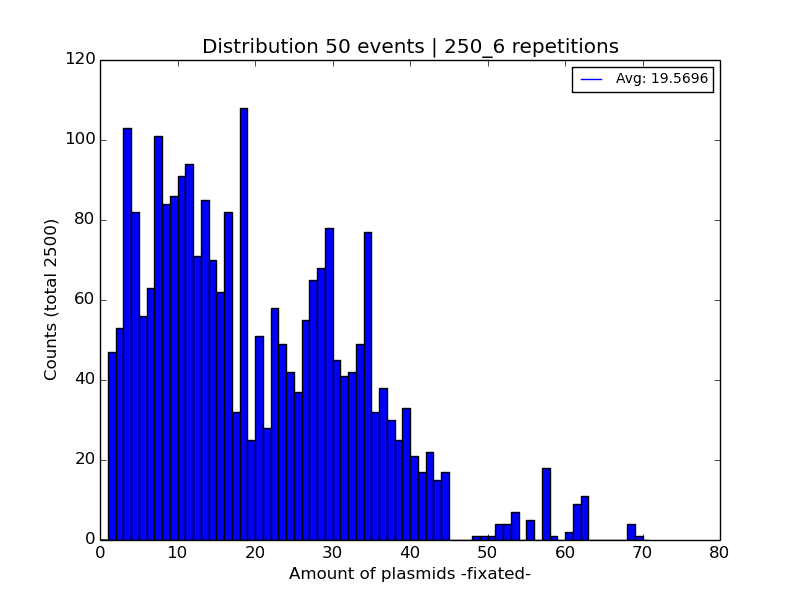 Distribution 50 events | 250_6 repetitions
Avg: 19.5696
120
100
80
60
40
20
0
Counts (total 2500)
0 10 20 30 40 50 60 70 80
Amount of plasmids -fixated-